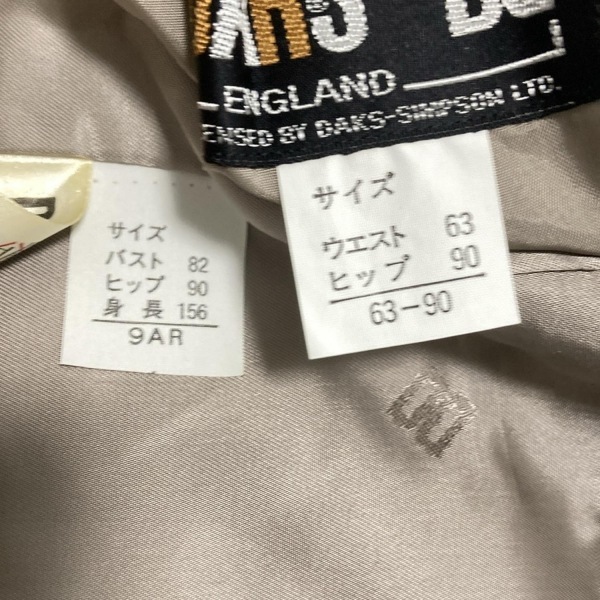 ENGLAND
ENSED BY DAKS-SIMPSON LTD.
サイズ
バスト 82
ヒップ 90
身長 156
9AR
サイズ
ウエスト 63
ヒップ 90
63-90